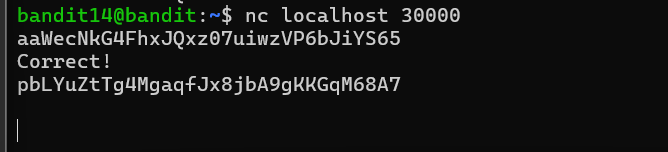 bandit14@bandit:~$ nc localhost 30000
aaWecNkG4FhxJQxz07uiwzVP6bJiYS65
Correct!
pbLYuZtTg4MgaqfJx8jbA9gKKGqM68A7